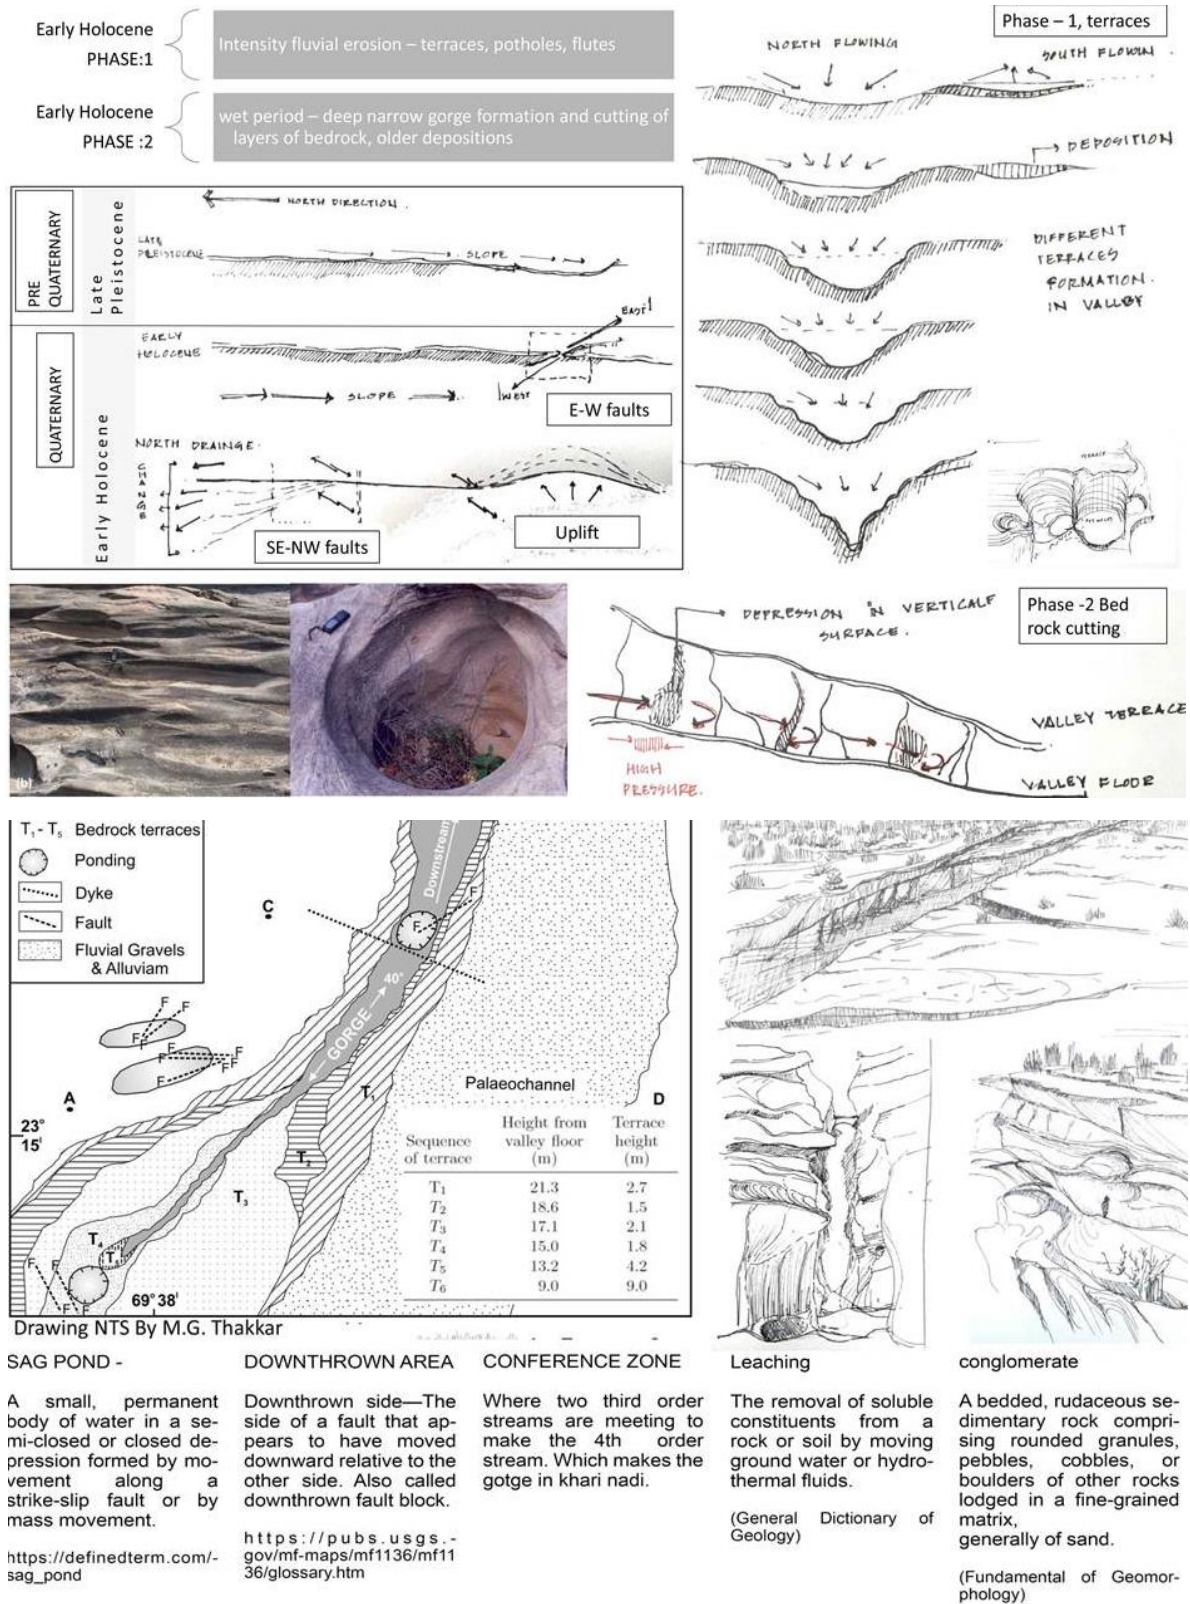 Early Holocene
PHASE:1
Intensity fluvial erosion – terraces, potholes, flutes
Early Holocene
PHASE :2
wet period – deep narrow gorge formation and cutting of
layers of bedrock, older depositions
Phase – 1, terraces
NORTH FLOWING
SOUTH FLOWIN
DEPOSITION
DIFFERENT
TERRACES
FORMATION.
IN VALLEY
TERRACE
PRE
QUATERNARY
Late
Pleistocene
NORTH DIRECTION.
LATE
PLEISTOCENE
SLOPE
QUATERNARY
Early Holocene
EARLY
HOLOCENE
EAST
WEST
SLOPE
E-W faults
NORTH DRAINGE.
CHANGE
SE-NW faults
Uplift
(b)
DEPRESSION IN VERTICALE
SURFACE.
Phase -2 Bed
rock cutting
HIGH
PRESSURE.
VALLEY TERRACE
VALLEY FLOOR
T1 - T5 Bedrock terraces
Ponding
Dyke
Fault
Fluvial Gravels
& Alluviam
Downstream
C
F
F
40°
GORGE
F
F
F
F
F
F
F
F
F
F
A
23°
15'
Palaeochannel
D
T1
T2
T3
T4
T
F
F
F
F
69° 38'
Sequence
of terrace
Height from
valley floor
(m)
Terrace
height
(m)
T1 21.3 2.7
T2 18.6 1.5
T3 17.1 2.1
T4 15.0 1.8
T5 13.2 4.2
T6 9.0 9.0
Drawing NTS By M.G. Thakkar
SAG POND -
A small, permanent
body of water in a se-
mi-closed or closed de-
pression formed by mo-
vement along a
strike-slip fault or by
mass movement.
https://definedterm.com/-
sag_pond
DOWNTHROWN AREA
Downthrown side—The
side of a fault that ap-
pears to have moved
downward relative to the
other side. Also called
downthrown fault block.
https://pubs.usgs.-
gov/mf-maps/mf1136/mf11
36/glossary.htm
CONFERENCE ZONE
Where two third order
streams are meeting to
make the 4th order
stream. Which makes the
gotge in khari nadi.
Leaching
The removal of soluble
constituents from a
rock or soil by moving
ground water or hydro-
thermal fluids.
(General Dictionary of
Geology)
conglomerate
A bedded, rudaceous se-
dimentary rock compri-
sing rounded granules,
pebbles, cobbles, or
boulders of other rocks
lodged in a fine-grained
matrix,
generally of sand.
(Fundamental of Geomor-
phology)